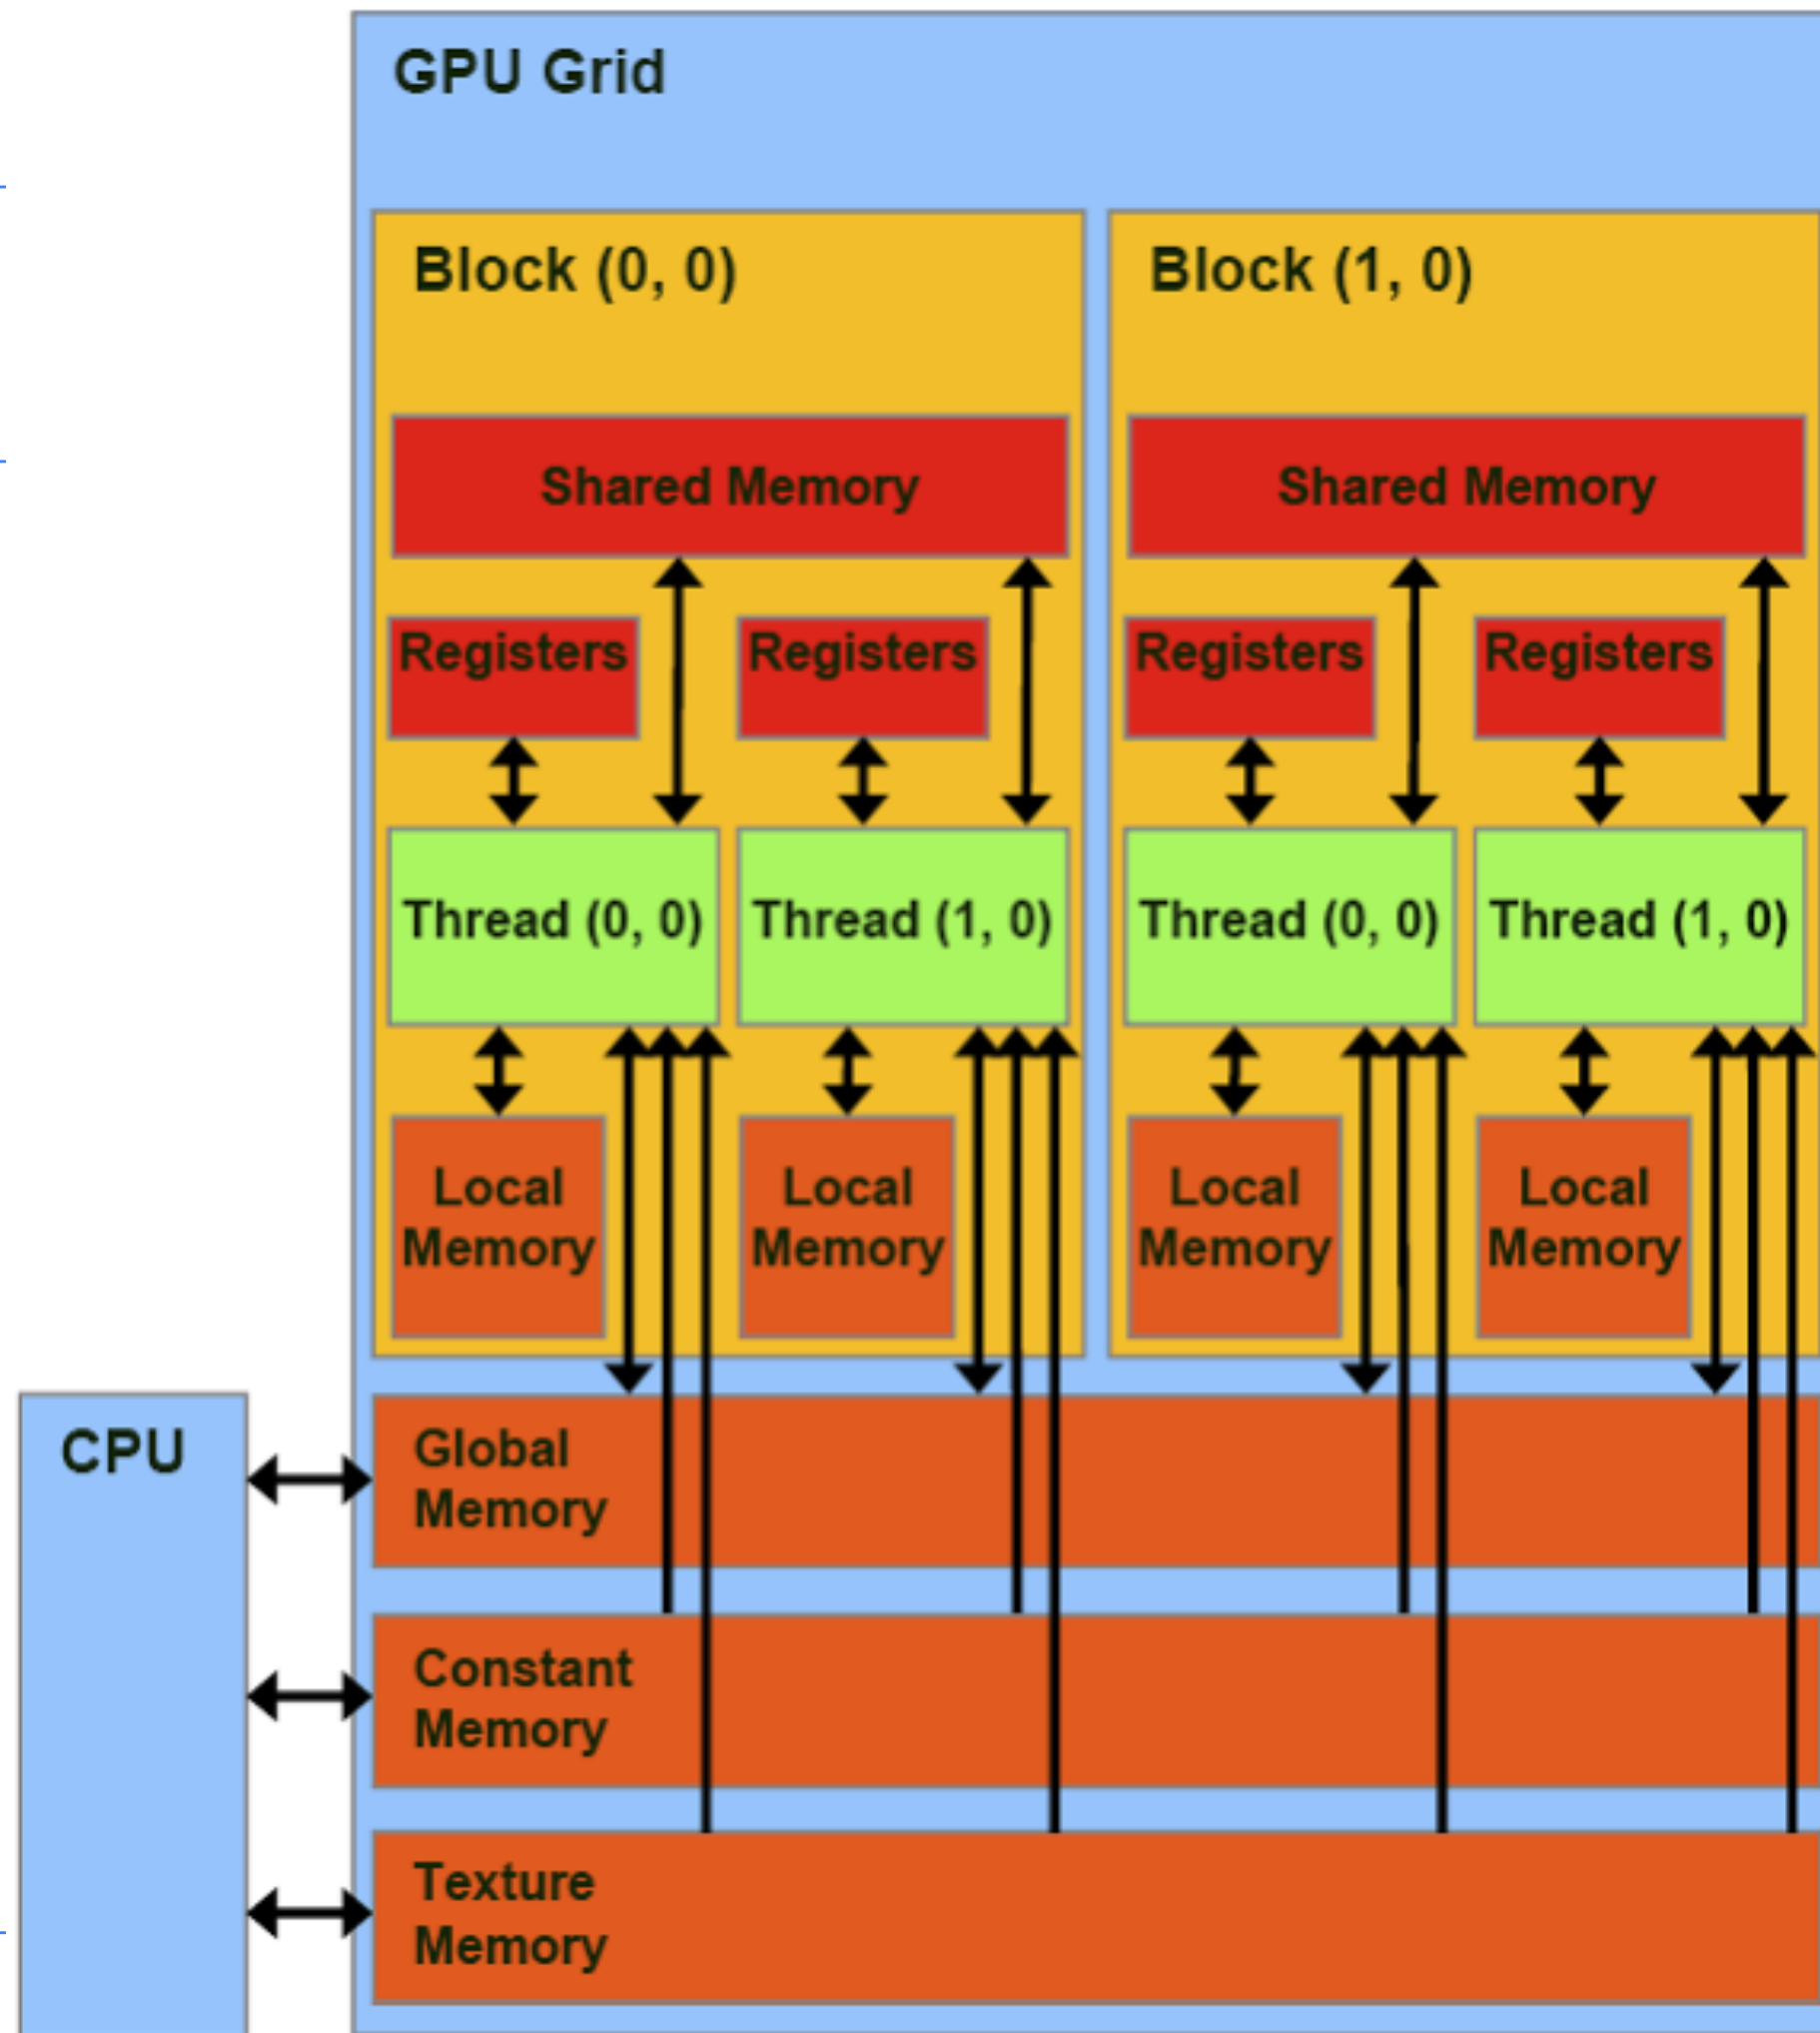 GPU Grid
Block (0, 0)
Block (1, 0)
Shared Memory
Shared Memory
Registers
Registers
Registers
Registers
Thread (0, 0)
Thread (1, 0)
Thread (0, 0)
Thread (1, 0)
Local
Memory
Local
Memory
Local
Memory
Local
Memory
CPU
Global
Memory
Constant
Memory
Texture
Memory